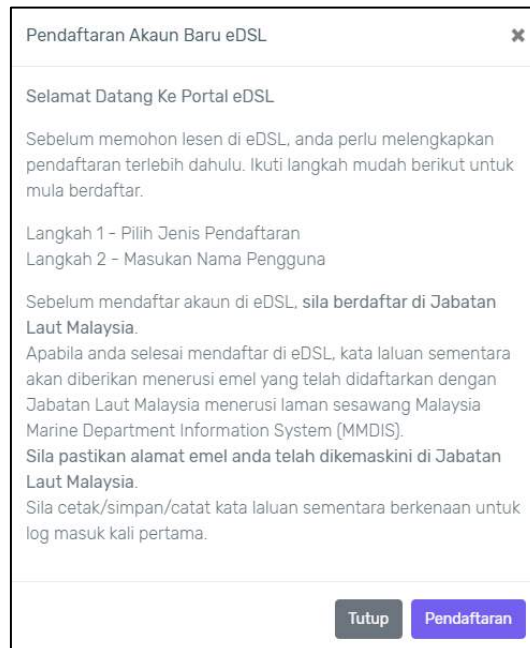 Pendaftaran Akaun Baru eDSL
Selamat Datang Ke Portal eDSL
Sebelum memohon lesen di eDSL, anda perlu melengkapkan
pendaftaran terlebih dahulu. Ikuti langkah mudah berikut untuk
mula berdaftar.
Langkah 1 - Pilih Jenis Pendaftaran
Langkah 2 - Masukan Nama Pengguna
Sebelum mendaftar akaun di eDSL, sila berdaftar di Jabatan
Laut Malaysia.
Apabila anda selesai mendaftar di eDSL, kata laluan sementara
akan diberikan menerusi emel yang telah didaftarkan dengan
Jabatan Laut Malaysia menerusi laman sesawang Malaysia
Marine Department Information System (MMDIS).
Sila pastikan alamat emel anda telah dikemaskini di Jabatan
Laut Malaysia.
Sila cetak/simpan/catat kata laluan sementara berkenaan untuk
log masuk kali pertama.
Tutup Pendaftaran